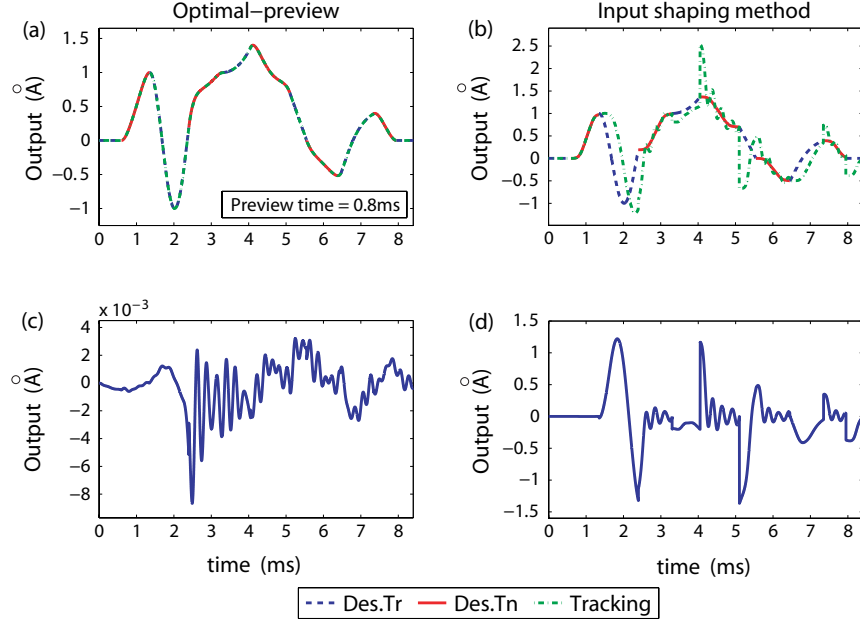 Optimal−preview
Input shaping method
(a)
1.5
1
0.5
0
−0.5
−1
Output (Å)
Preview time = 0.8ms
0 1 2 3 4 5 6 7 8
(b)
2.5
2
1.5
1
0.5
0
−0.5
−1
Output (Å)
0 1 2 3 4 5 6 7 8
(c)
x 10−3
4
2
0
−2
−4
−6
−8
Output (Å)
0 1 2 3 4 5 6 7 8
time (ms)
(d)
1.5
1
0.5
0
−0.5
−1
−1.5
Output (Å)
0 1 2 3 4 5 6 7 8
time (ms)
Des.Tr Des.Tn Tracking